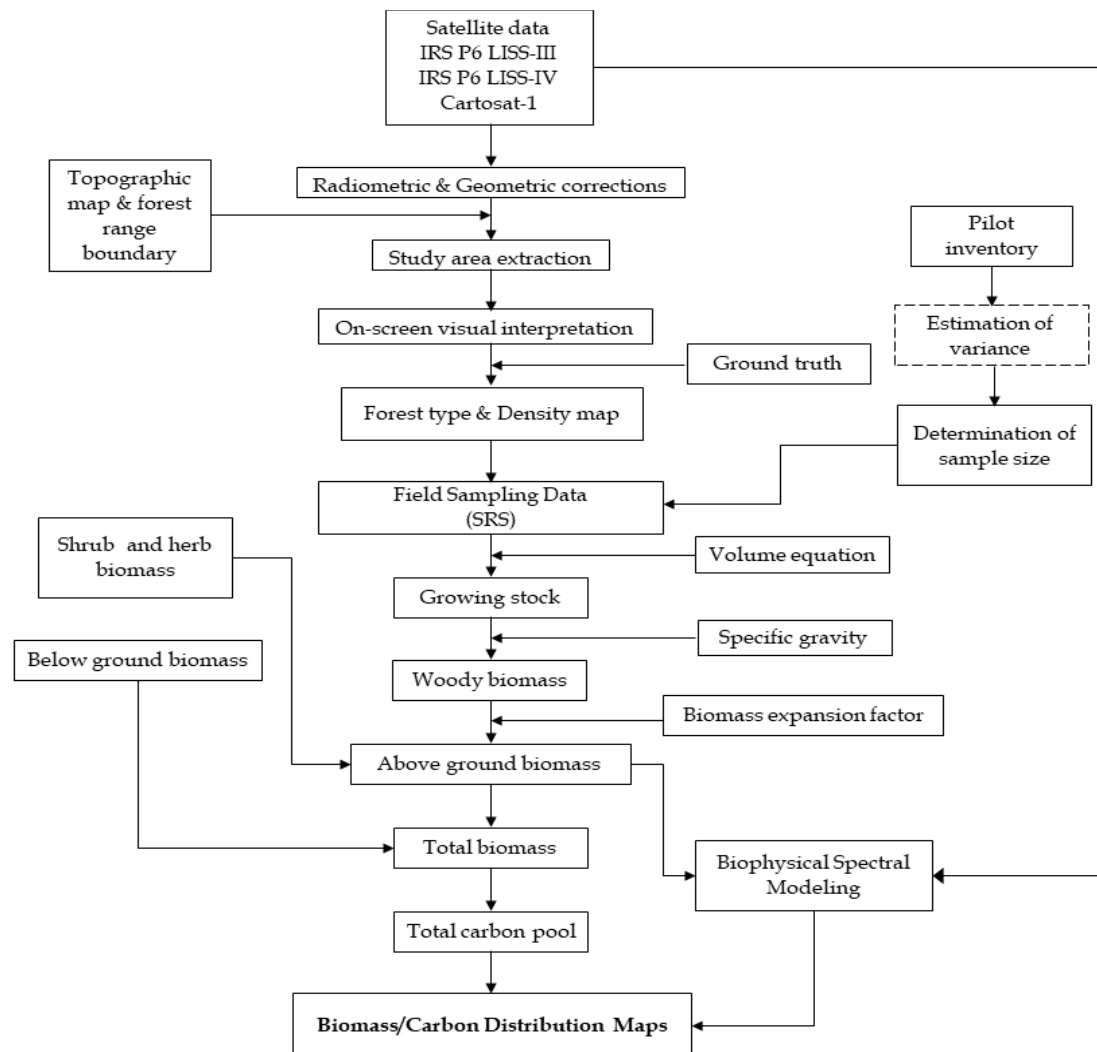 Satellite data
IRS P6 LISS-III
IRS P6 LISS-IV
Cartosat-1
Radiometric & Geometric corrections
Topographic
map & forest
range
boundary
Study area extraction
Pilot
inventory
On-screen visual interpretation
Estimation of
variance
Ground truth
Forest type & Density map
Determination of
sample size
Field Sampling Data
(SRS)
Shrub and herb
biomass
Volume equation
Growing stock
Specific gravity
Below ground biomass
Woody biomass
Biomass expansion factor
Above ground biomass
Total biomass
Biophysical Spectral
Modeling
Total carbon pool
Biomass/Carbon Distribution Maps